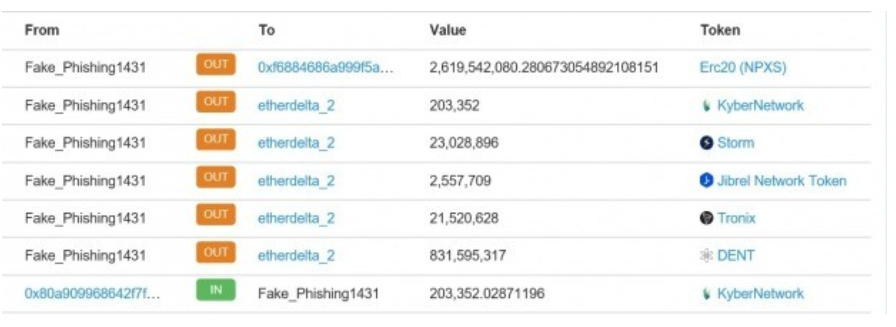 From To Value Token
Fake_Phishing1431 OUT 0xf6884686a999f5a... 2,619,542,080.280673054892108151 Erc20 (NPXS)
Fake_Phishing1431 OUT etherdelta_2 203,352 KyberNetwork
Fake_Phishing1431 OUT etherdelta_2 23,028,896 Storm
Fake_Phishing1431 OUT etherdelta_2 2,557,709 Jibrel Network Token
Fake_Phishing1431 OUT etherdelta_2 21,520,628 Tronix
Fake_Phishing1431 OUT etherdelta_2 831,595,317 DENT
0x80a909968642f7f... IN Fake_Phishing1431 203,352.02871196 KyberNetwork